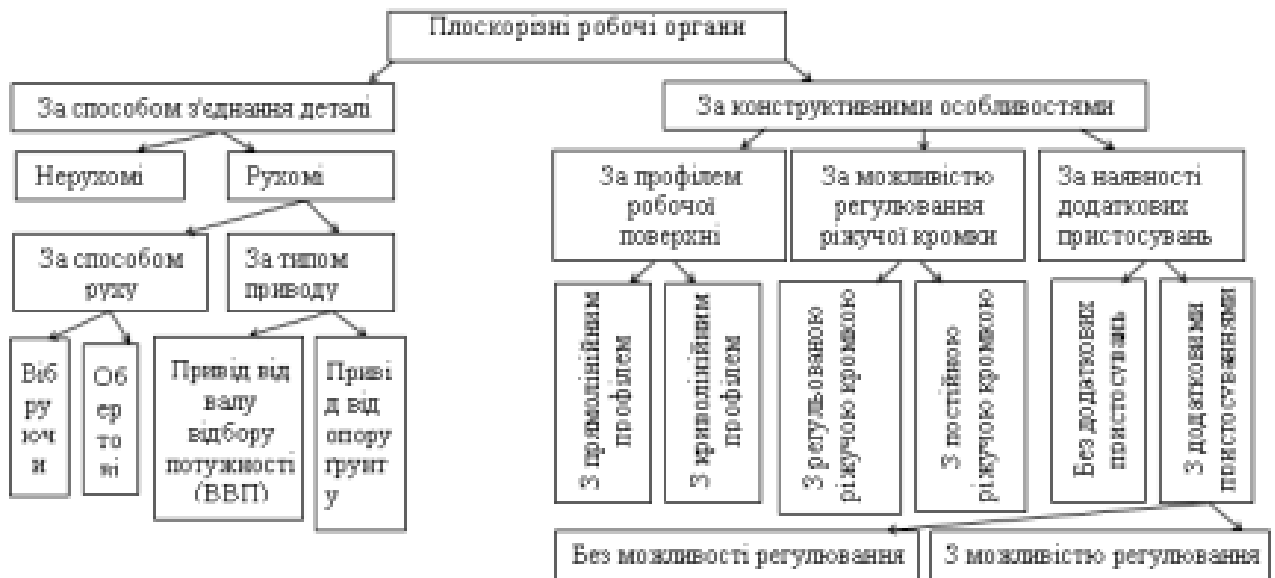 Плоскорізні робочі органи
За способом з'єднання деталі
За конструктивними особливостями
Нерухомі
Рухомі
За профілем
робочої
поверхні
За можливістю
регулювання
ріжучої кромки
За наявності
додаткових
пристосувань
За способом
руху
За типом
приводу
З прямолінійним
профілем
З криволінійним
профілем
З регульованою
ріжучою кромкою
З постійною
ріжучою кромкою
Без додаткових
пристосувань
З додатковими
пристосуваннями
Віб
ру
юч
и
Об
ер
то
ві
Привід від
валу
відбору
потужності
(ВВП)
Приві
д від
опору
ґрунт
у
Без можливості регулювання
З можливістю регулювання